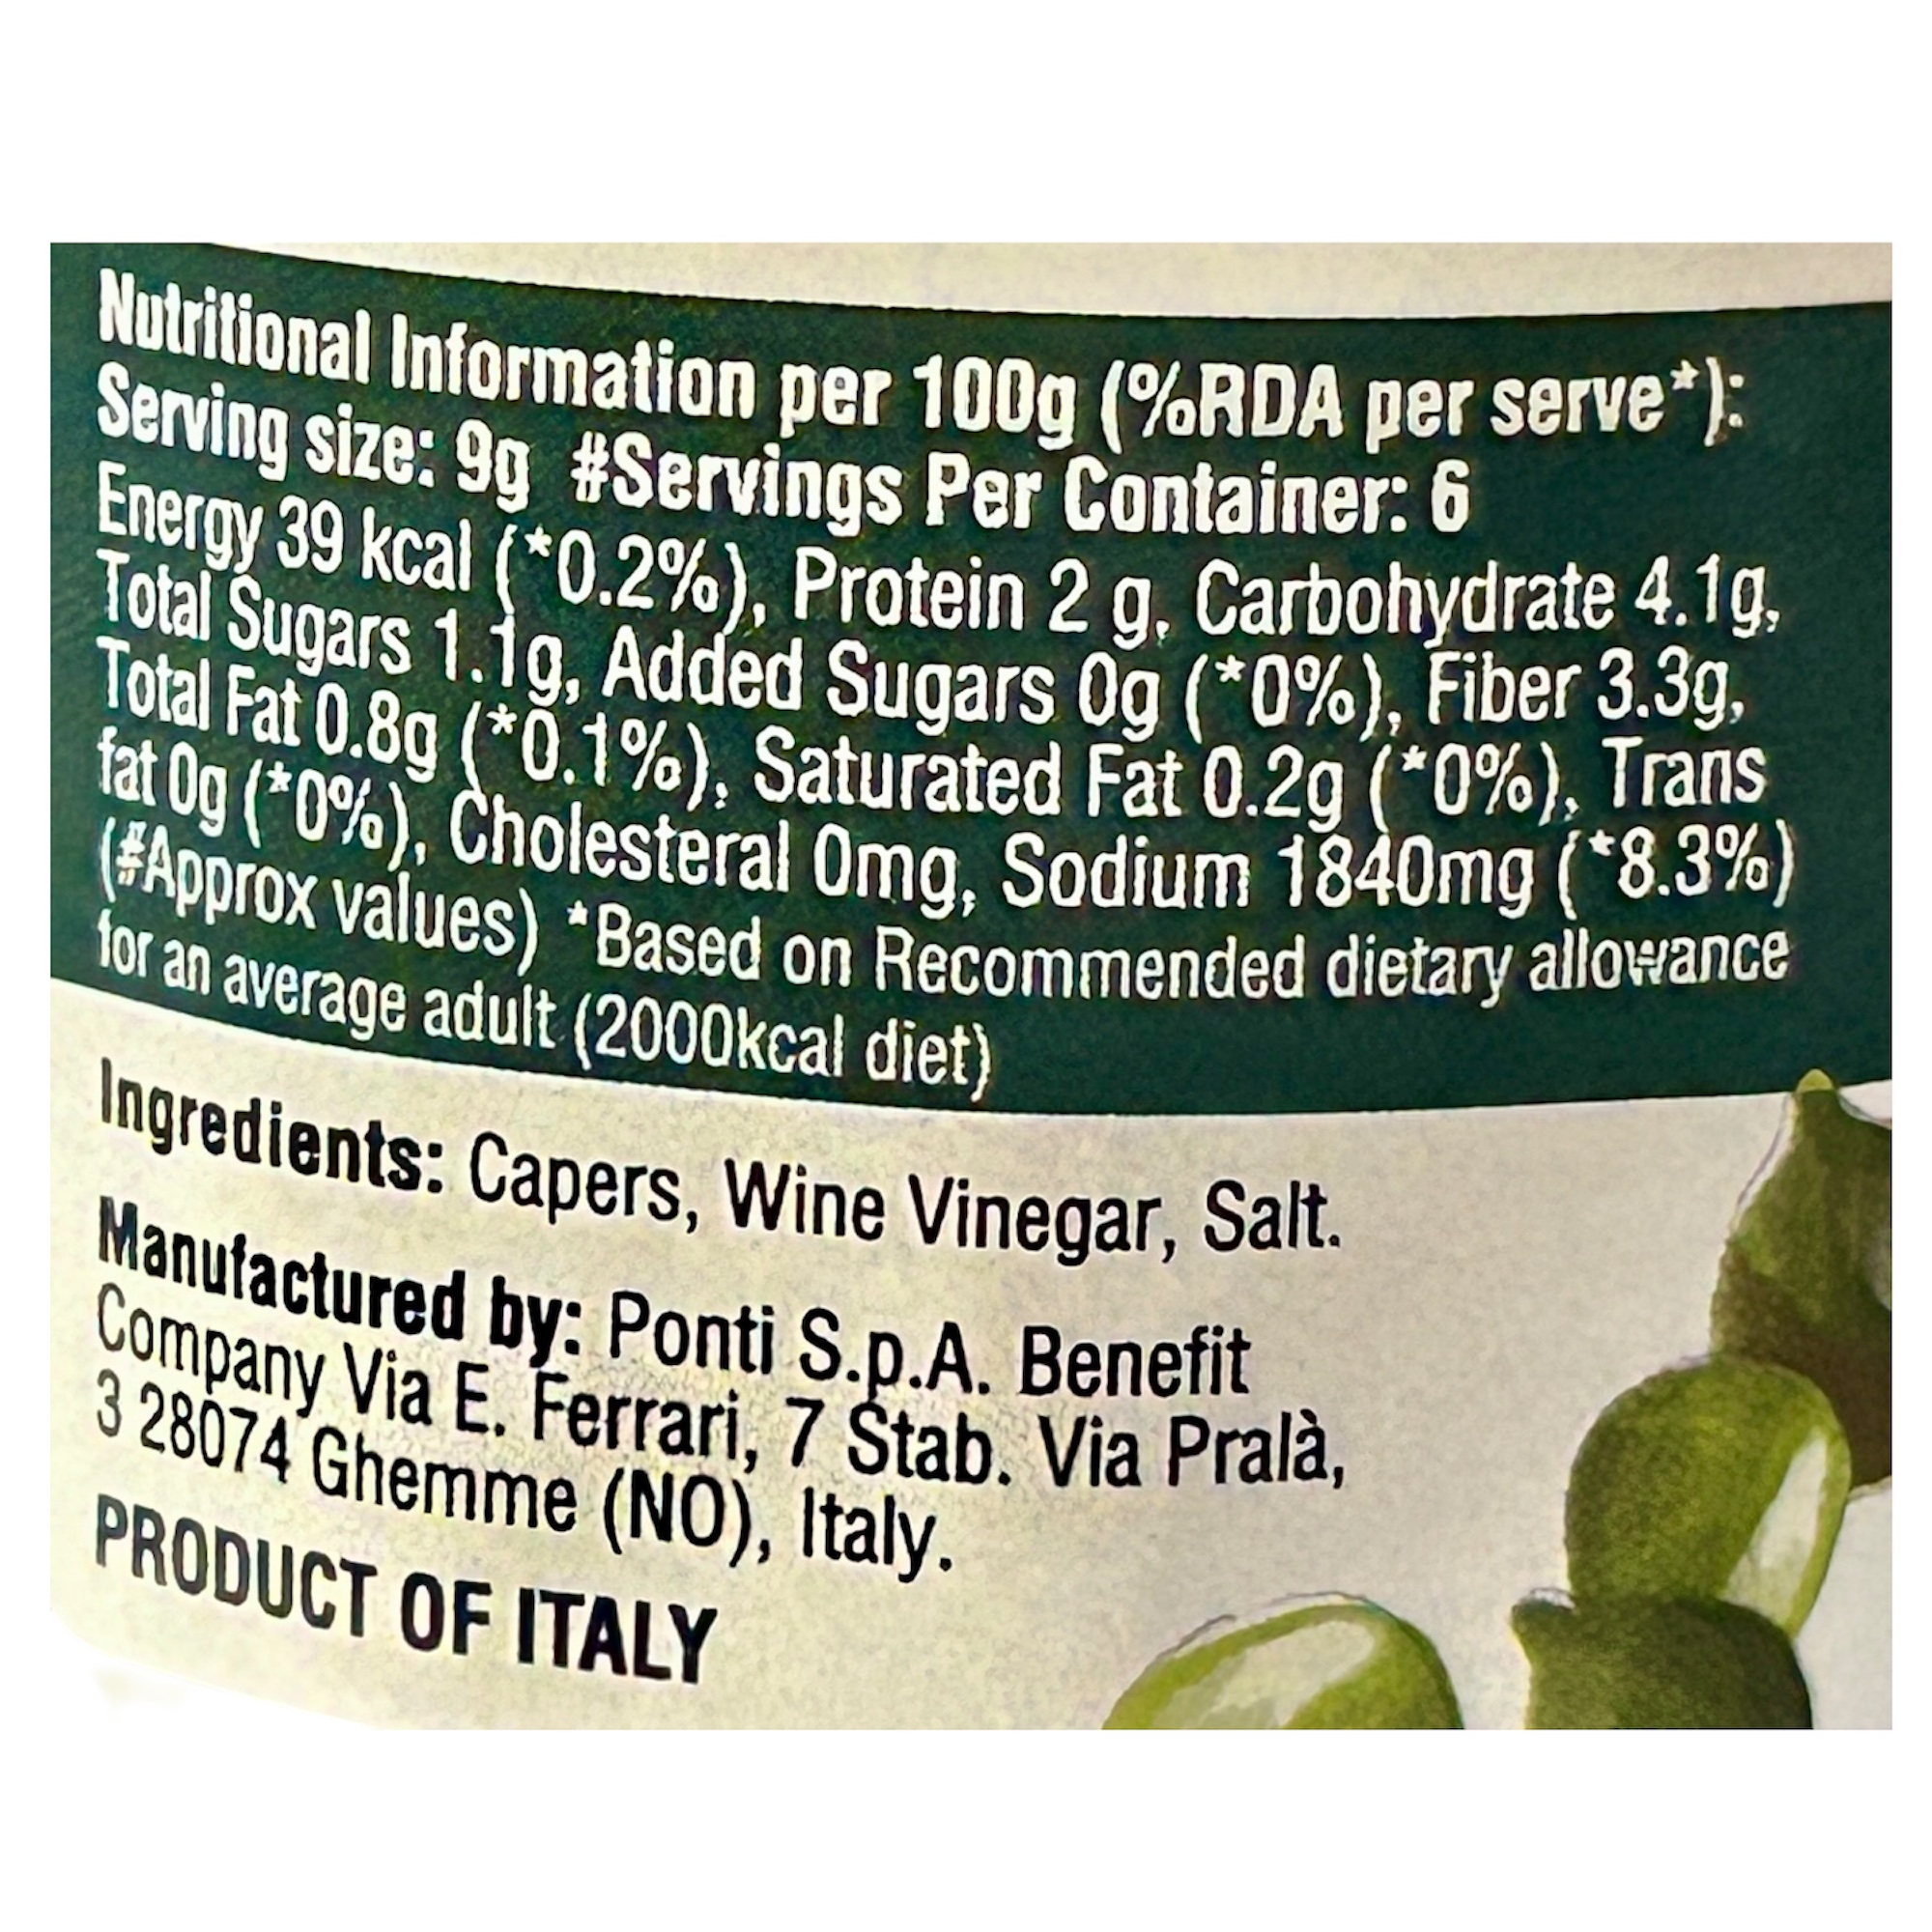 Nutritional Information per 100g (%RDA per serve*):
Serving size: 9g #Servings Per Container: 6
Energy 39 kcal (*0.2%), Protein 2 g, Carbohydrate 4.1g,
Total Sugars 1.1g, Added Sugars 0g (*0%), Fiber 3.3g,
Total Fat 0.8g (*0.1%), Saturated Fat 0.2g (*0%), Trans
fat 0g (*0%), Cholesteral 0mg, Sodium 1840mg (*8.3%)
(#Approx values) *Based on Recommended dietary allowance
for an average adult (2000kcal diet)
Ingredients: Capers, Wine Vinegar, Salt.
Manufactured by: Ponti S.p.A. Benefit
Company Via E. Ferrari, 7 Stab. Via Pralà,
3 28074 Ghemme (NO), Italy.
PRODUCT OF ITALY